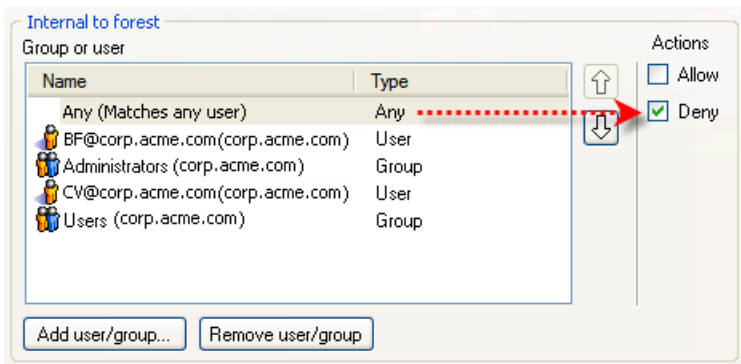 Internal to forest
Group or user
Actions
Name Type
Allow
Any (Matches any user) Any
Deny
BF@corp.acme.com(corp.acme.com) User
Administrators (corp.acme.com) Group
CV@corp.acme.com(corp.acme.com) User
Users (corp.acme.com) Group
Add user/group... Remove user/group